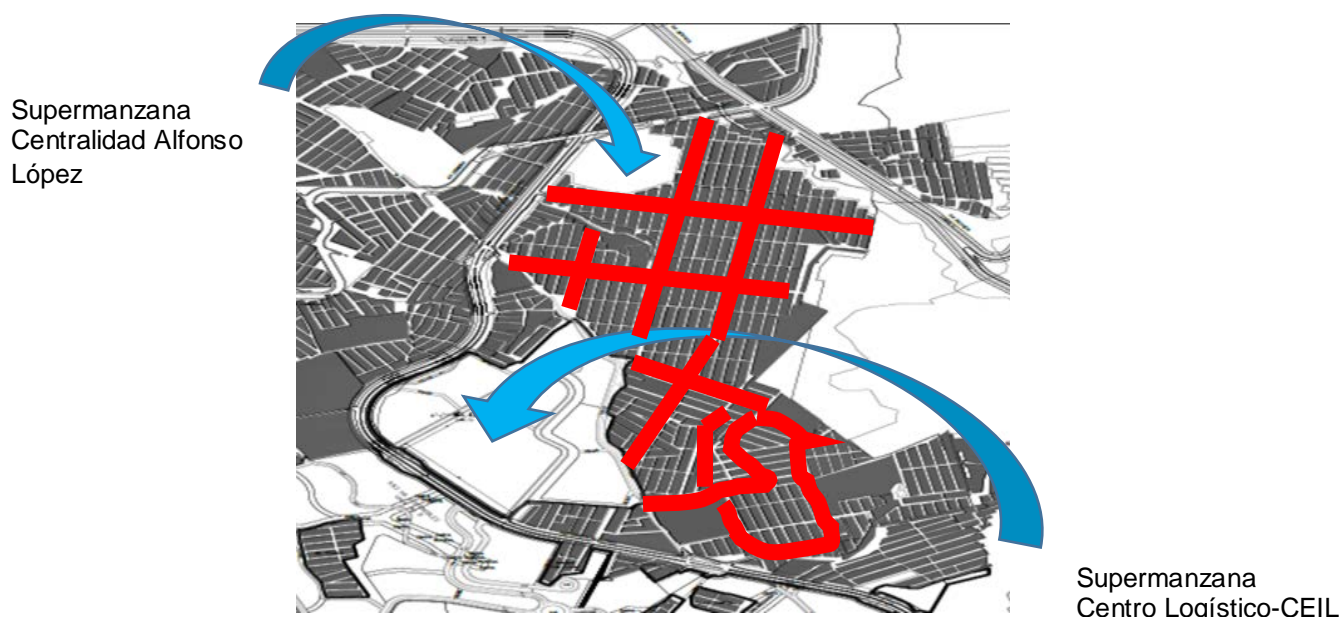 Supermanzana
Centralidad Alfonso
López
Supermanzana
Centro Logístico-CEIL